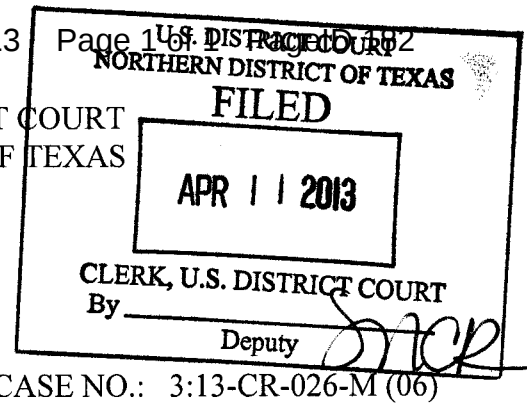 Page 1 of 1 PageID 182
U.S. DISTRICT COURT
NORTHERN DISTRICT OF TEXAS
FILED
T COURT
F TEXAS
APR 11 2013
CLERK, U.S. DISTRICT COURT
By
Deputy
CASE NO.: 3:13-CR-026-M (06)